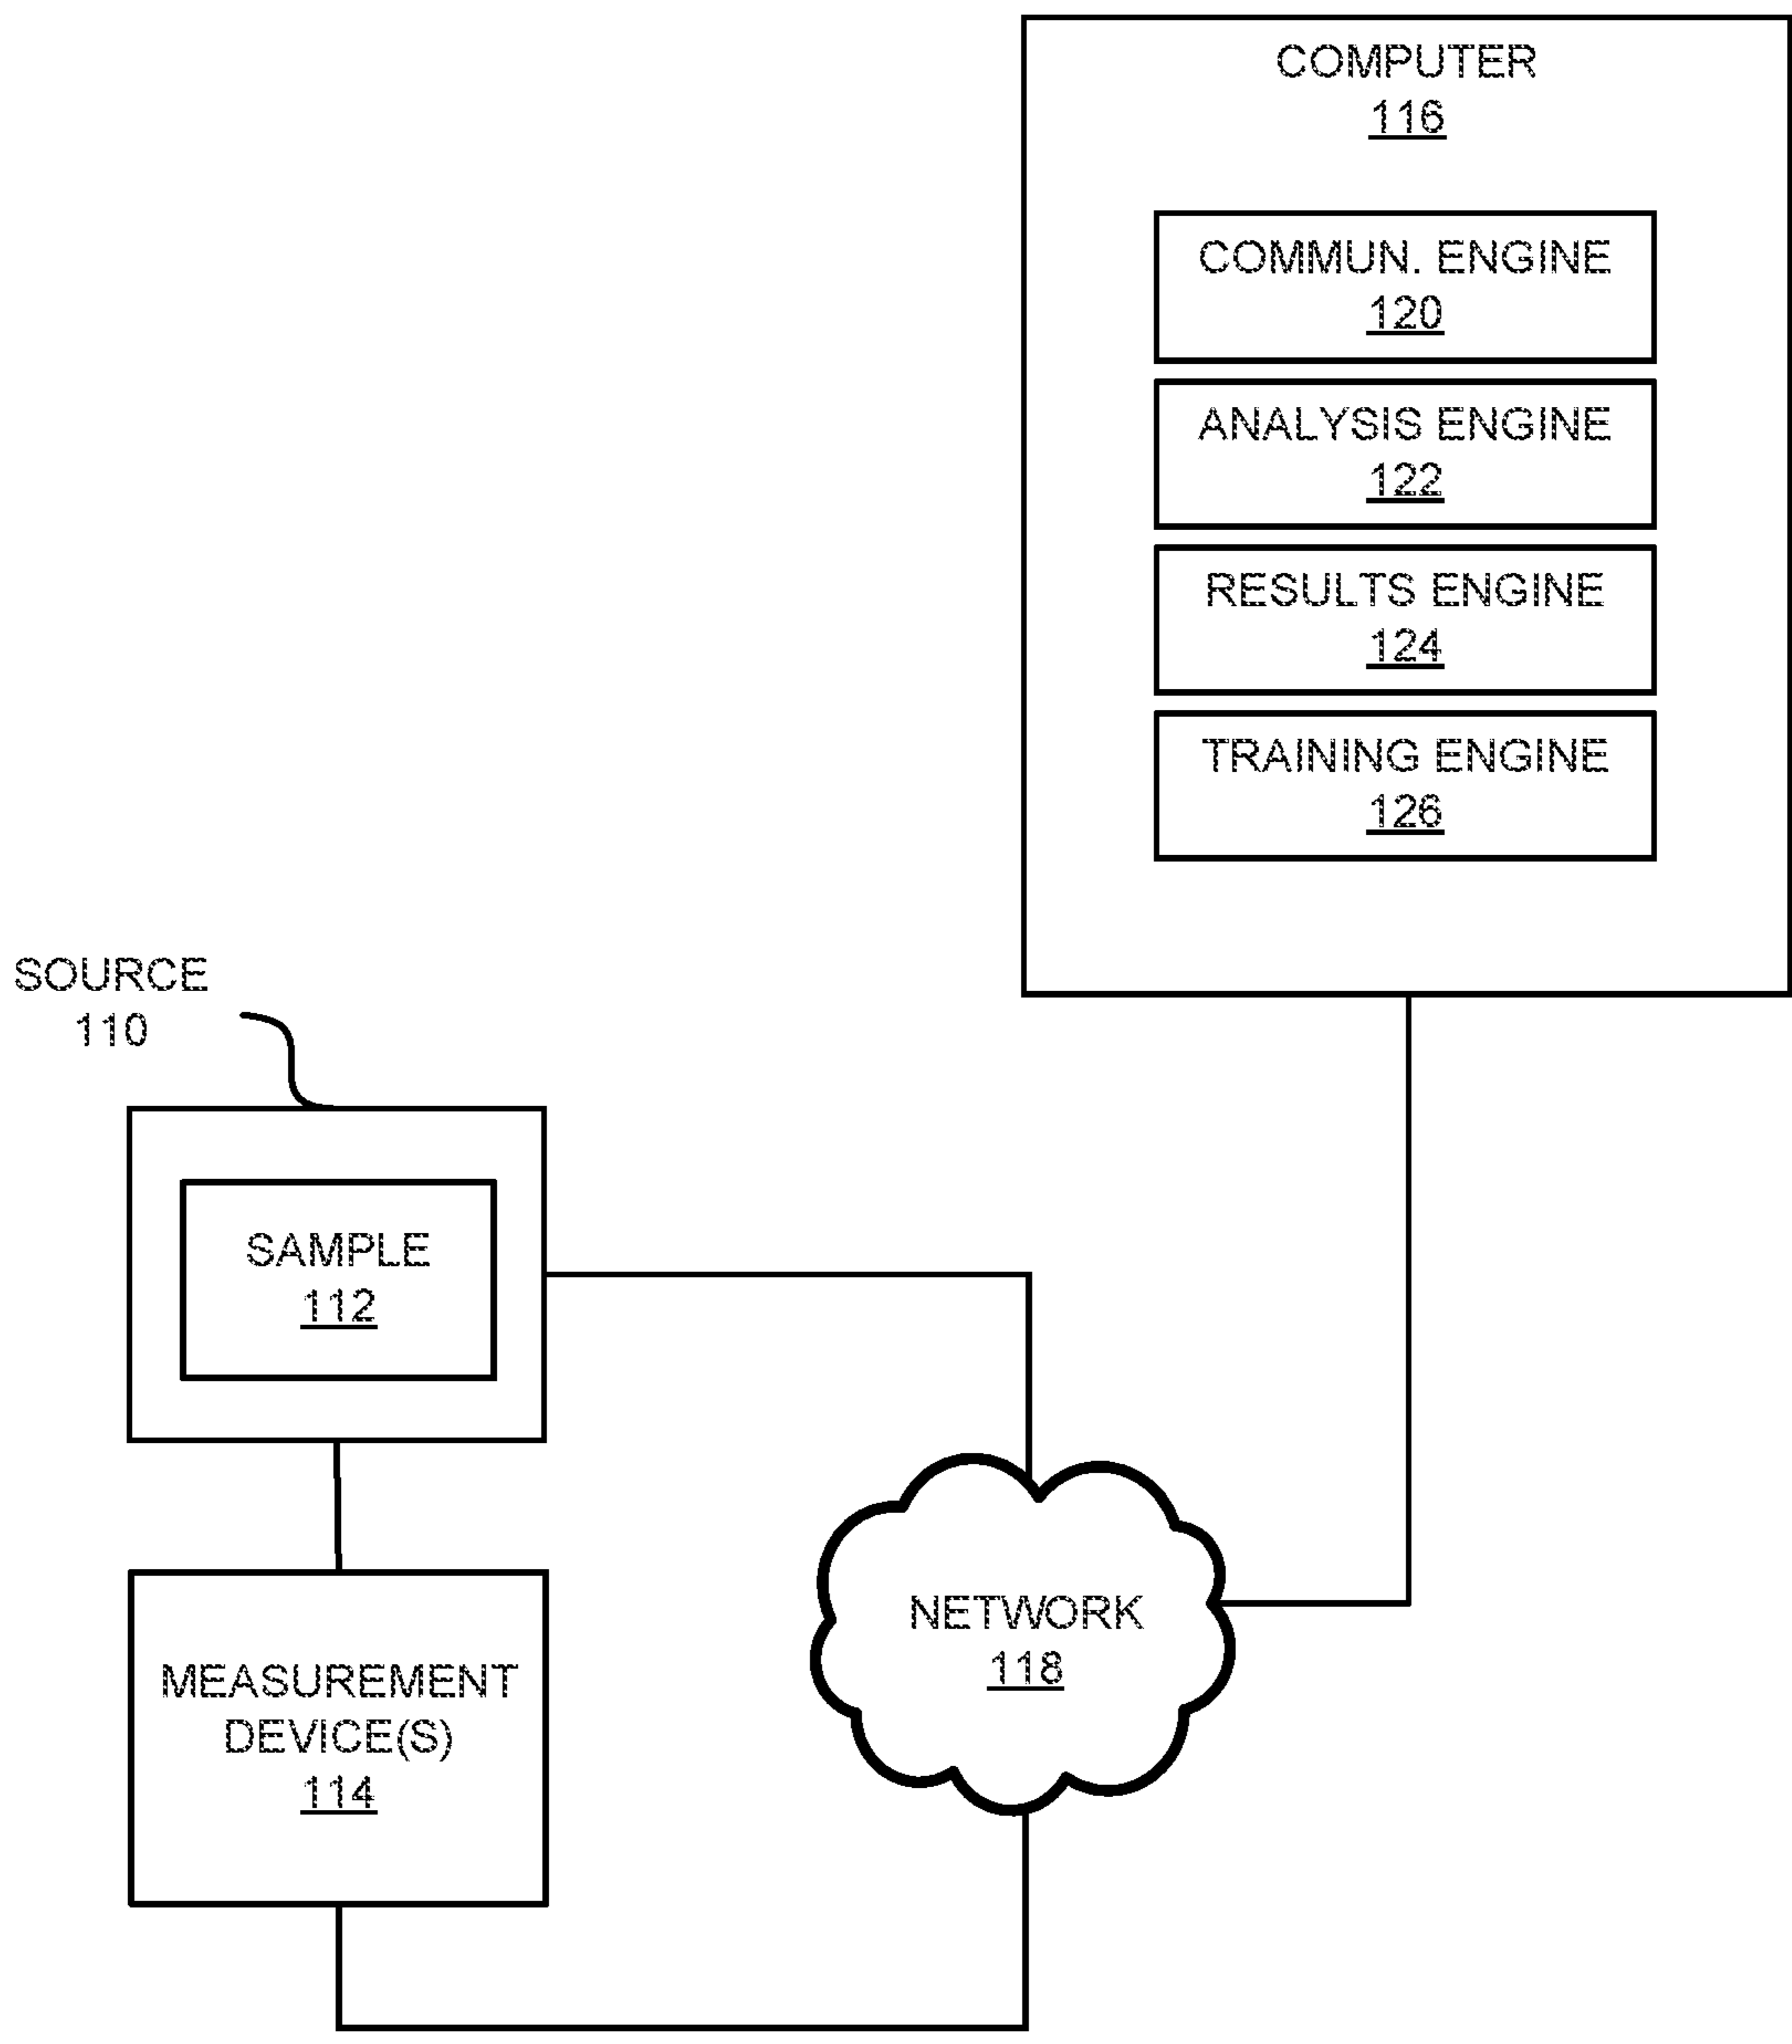 COMPUTER
116
COMMUN. ENGINE
120
ANALYSIS ENGINE
122
RESULTS ENGINE
124
TRAINING ENGINE
126
SOURCE
110
SAMPLE
112
NETWORK
118
MEASUREMENT
DEVICE(S)
114